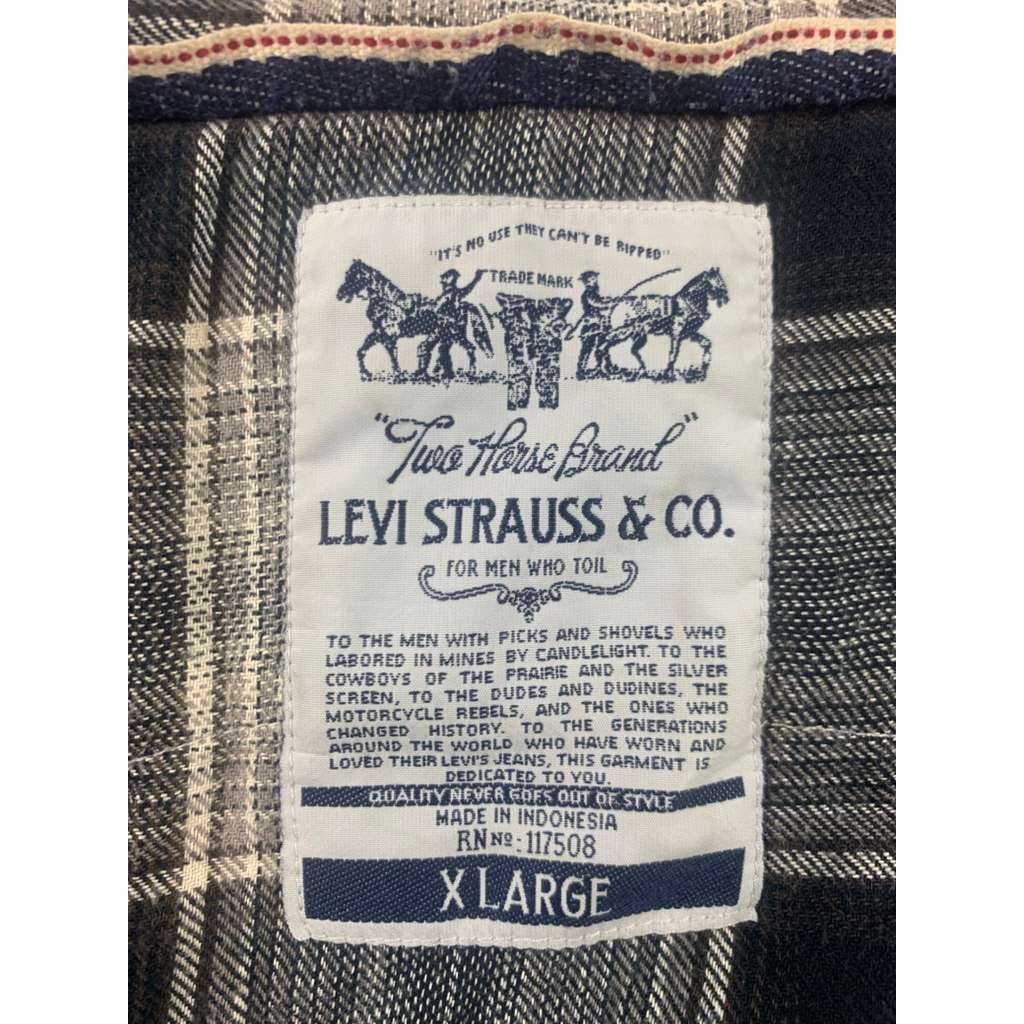 "IT'S NO USE THEY CAN'T BE RIPPED"
TRADE MARK
"Two Horse Brand"
LEVI STRAUSS & CO.
FOR MEN WHO TOIL
TO THE MEN WITH PICKS AND SHOVELS WHO
LABORED IN MINES BY CANDLELIGHT. TO THE
COWBOYS OF THE PRAIRIE AND THE SILVER
SCREEN, TO THE DUDES AND DUDINES, THE
MOTORCYCLE REBELS, AND THE ONES WHO
CHANGED HISTORY. TO THE GENERATIONS
AROUND THE WORLD WHO HAVE WORN AND
LOVED THEIR LEVI'S JEANS, THIS GARMENT IS
DEDICATED TO YOU.
QUALITY NEVER GOES OUT OF STYLE
MADE IN INDONESIA
RN Nº: 117508
X LARGE